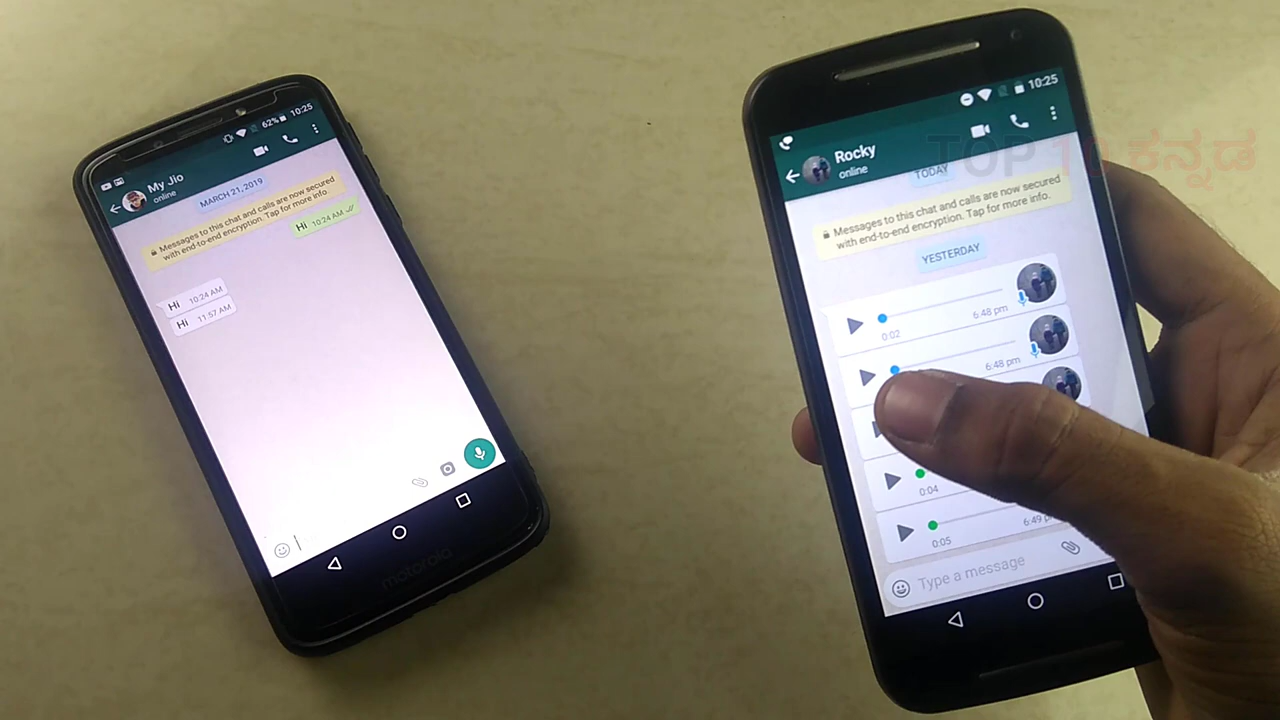 62% 10:25
My Jio
online
MARCH 21, 2019
Messages to this chat and calls are now secured
with end-to-end encryption. Tap for more info.
Hi 10:24 AM
Hi 10:24 AM
Hi 11:57 AM
motorola
10:25
Rocky
online
TOP 10 ಕನ್ನಡ
TODAY
Messages to this chat and calls are now secured
with end-to-end encryption. Tap for more info.
YESTERDAY
0:02 6:48 pm
6:48 pm
0:04
0:05 6:49 pm
Type a message